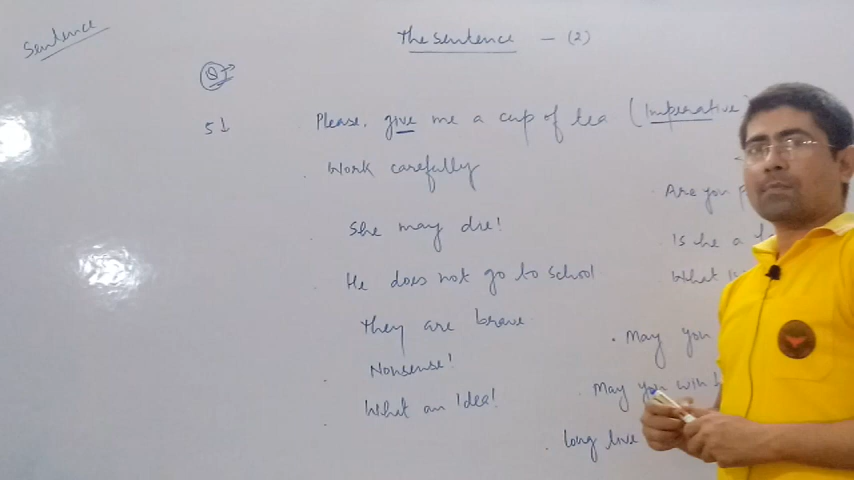 Sentence
The Sentence - (2)
Q →
5↓
Please, give me a cup of tea (Imperative
Work carefully
Are you
She may die!
Is he a
He does not go to school
What
They are brave
May you
Nonsense!
May you win
What an Idea!
long live